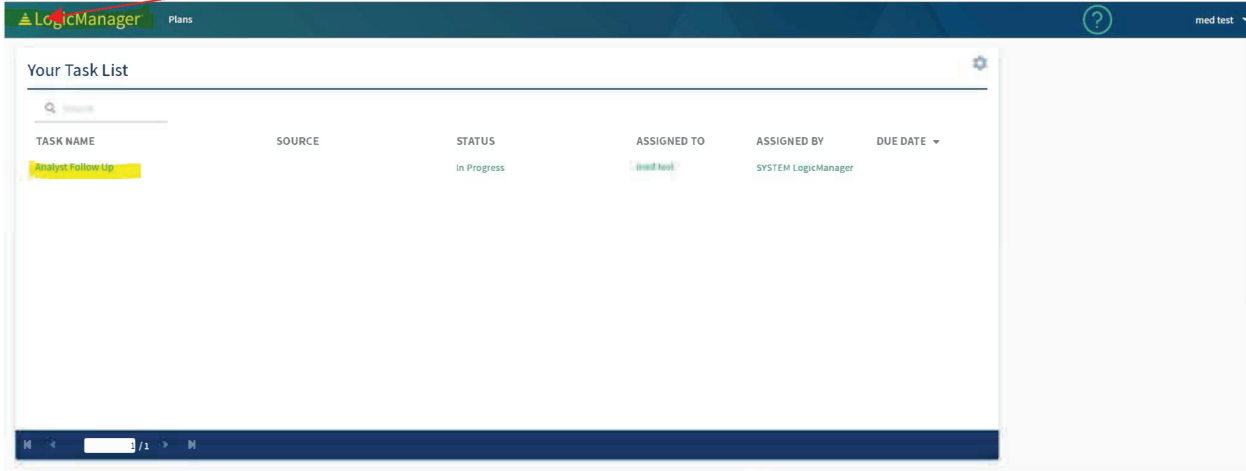 LogicManager Plans ? med test
Your Task List
TASK NAME SOURCE STATUS ASSIGNED TO ASSIGNED BY DUE DATE
Analyst Follow Up In Progress SYSTEM LogicManager
1 / 1